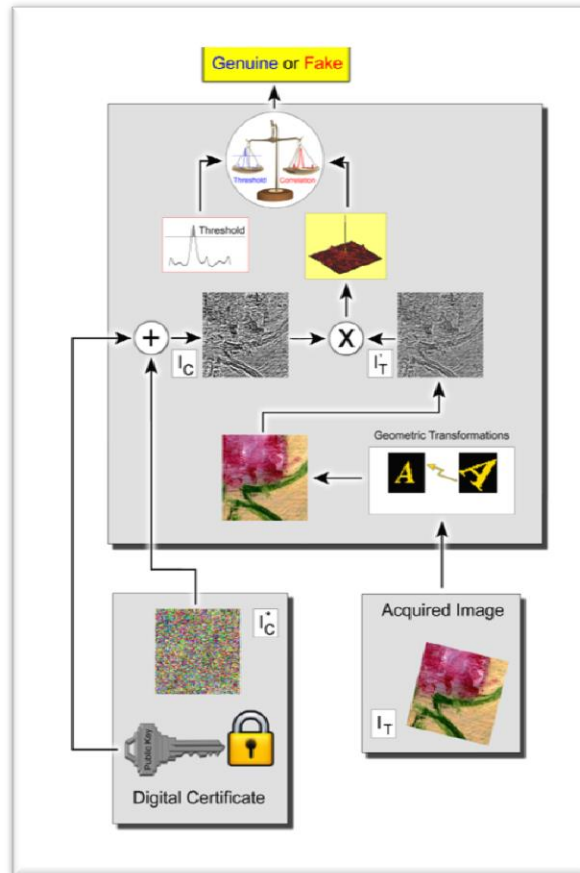 Genuine or Fake
Threshold
Correlation
Threshold
+
I_C
X
I'_T
Geometric Transformations
A
A
I*_C
Public Key
Digital Certificate
Acquired Image
I_T